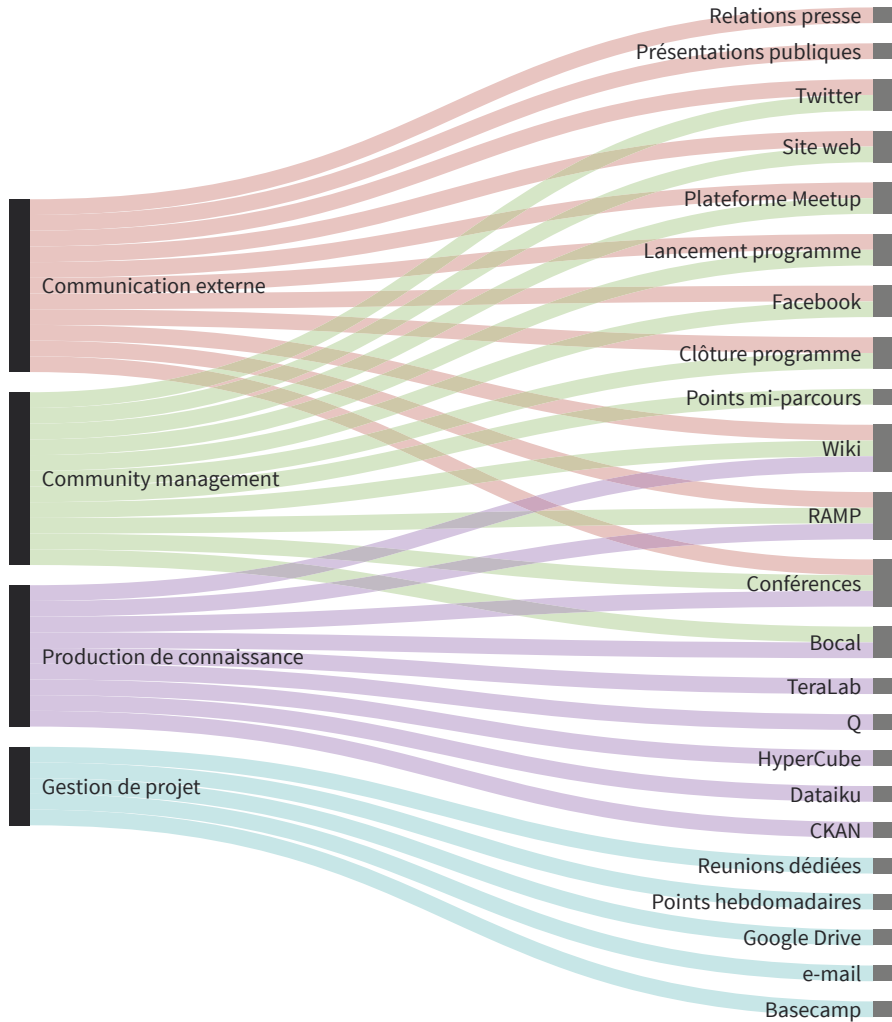 Relations presse
Présentations publiques
Twitter
Site web
Plateforme Meetup
Lancement programme
Communication externe
Facebook
Clôture programme
Points mi-parcours
Wiki
Community management
RAMP
Conférences
Bocal
Production de connaissance
TeraLab
Q
HyperCube
Gestion de projet
Dataiku
CKAN
Reunions dédiées
Points hebdomadaires
Google Drive
e-mail
Basecamp